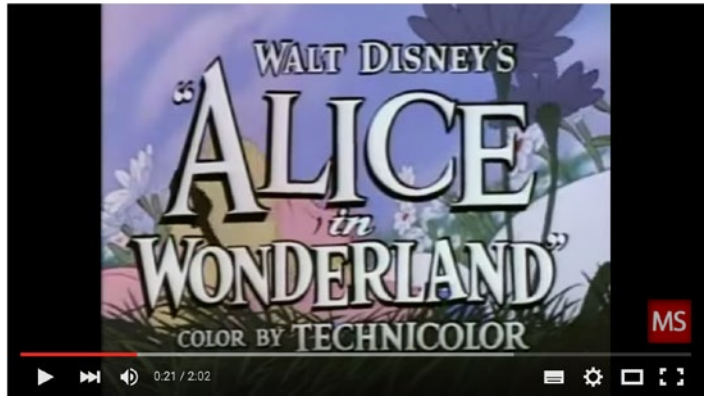 WALT DISNEY'S
"ALICE
in
WONDERLAND"
COLOR BY TECHNICOLOR
MS
0:21 / 2:02